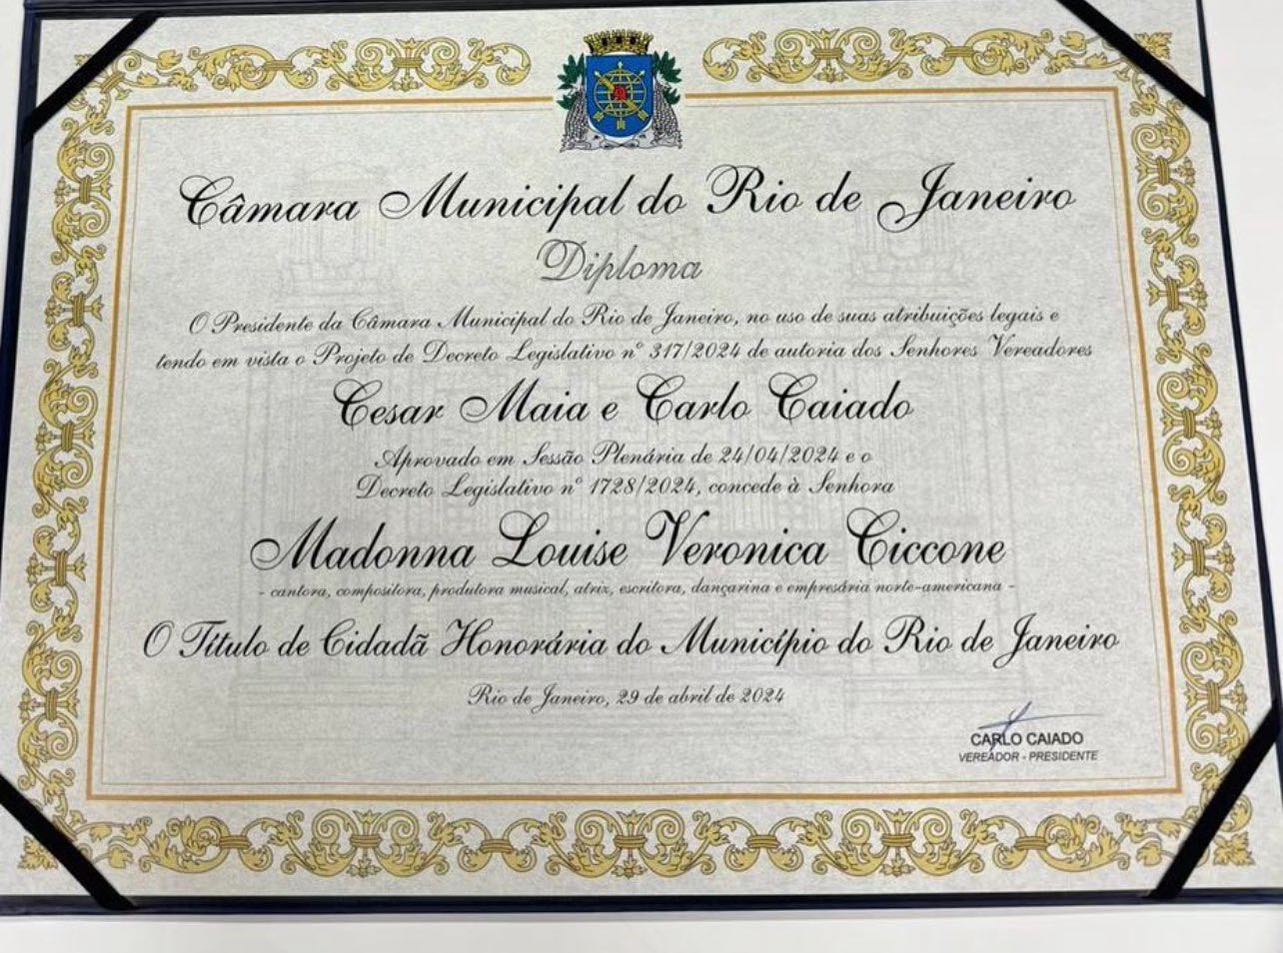 Câmara Municipal do Rio de Janeiro
Diploma
O Presidente da Câmara Municipal do Rio de Janeiro, no uso de suas atribuições legais e
tendo em vista o Projeto de Decreto Legislativo nº 317/2024 de autoria dos Senhores Vereadores
Cesar Maia e Carlo Caiado
Aprovado em Sessão Plenária de 24/04/2024 e o
Decreto Legislativo nº 1728/2024, concede à Senhora
Madonna Louise Veronica Ciccone
- cantora, compositora, produtora musical, atriz, escritora, dançarina e empresária norte-americana -
O Título de Cidadã Honorária do Município do Rio de Janeiro
Rio de Janeiro, 29 de abril de 2024
CARLO CAIADO
VEREADOR - PRESIDENTE